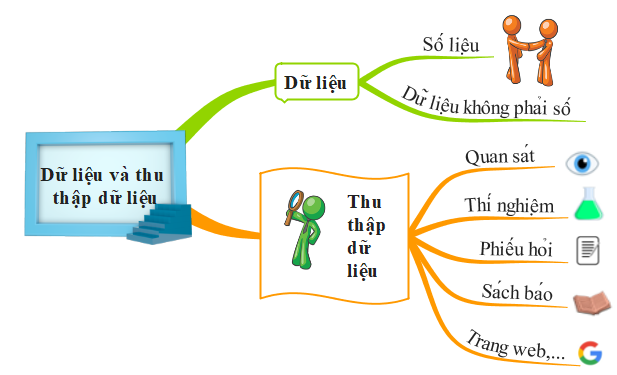 Dữ liệu và thu
thập dữ liệu
Dữ liệu
Số liệu
Dữ liệu không phải số
Thu
thập
dữ
liệu
Quan sát
Thí nghiệm
Phiếu hỏi
Sách báo
Trang web,...